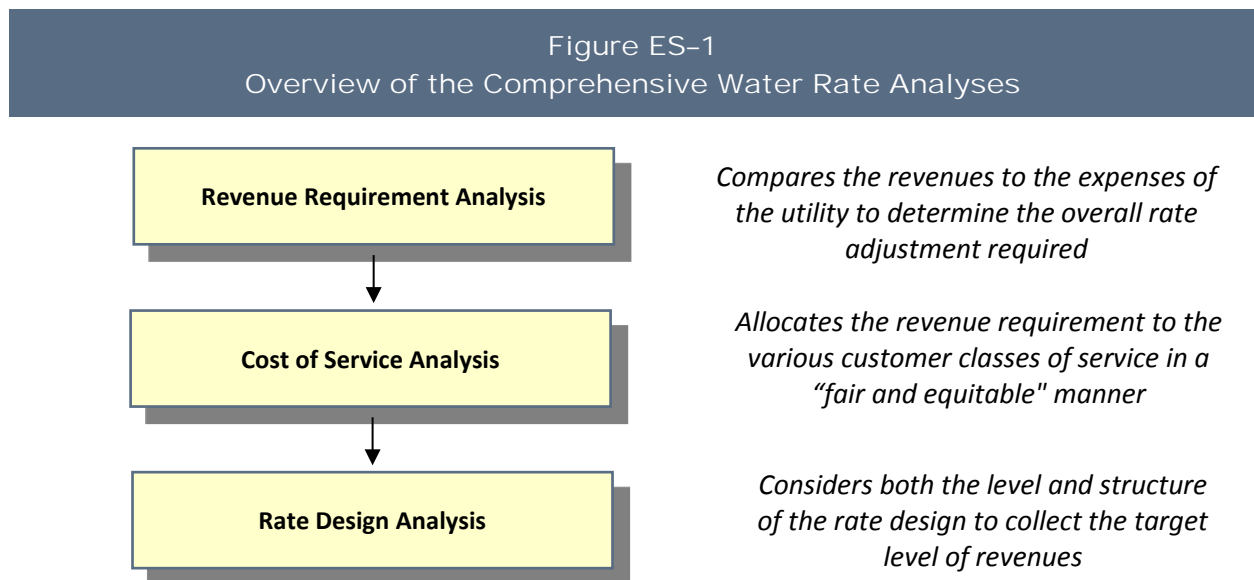 Figure ES–1
Overview of the Comprehensive Water Rate Analyses
Revenue Requirement Analysis
Compares the revenues to the expenses of
the utility to determine the overall rate
adjustment required
Cost of Service Analysis
Allocates the revenue requirement to the
various customer classes of service in a
“fair and equitable" manner
Rate Design Analysis
Considers both the level and structure
of the rate design to collect the target
level of revenues